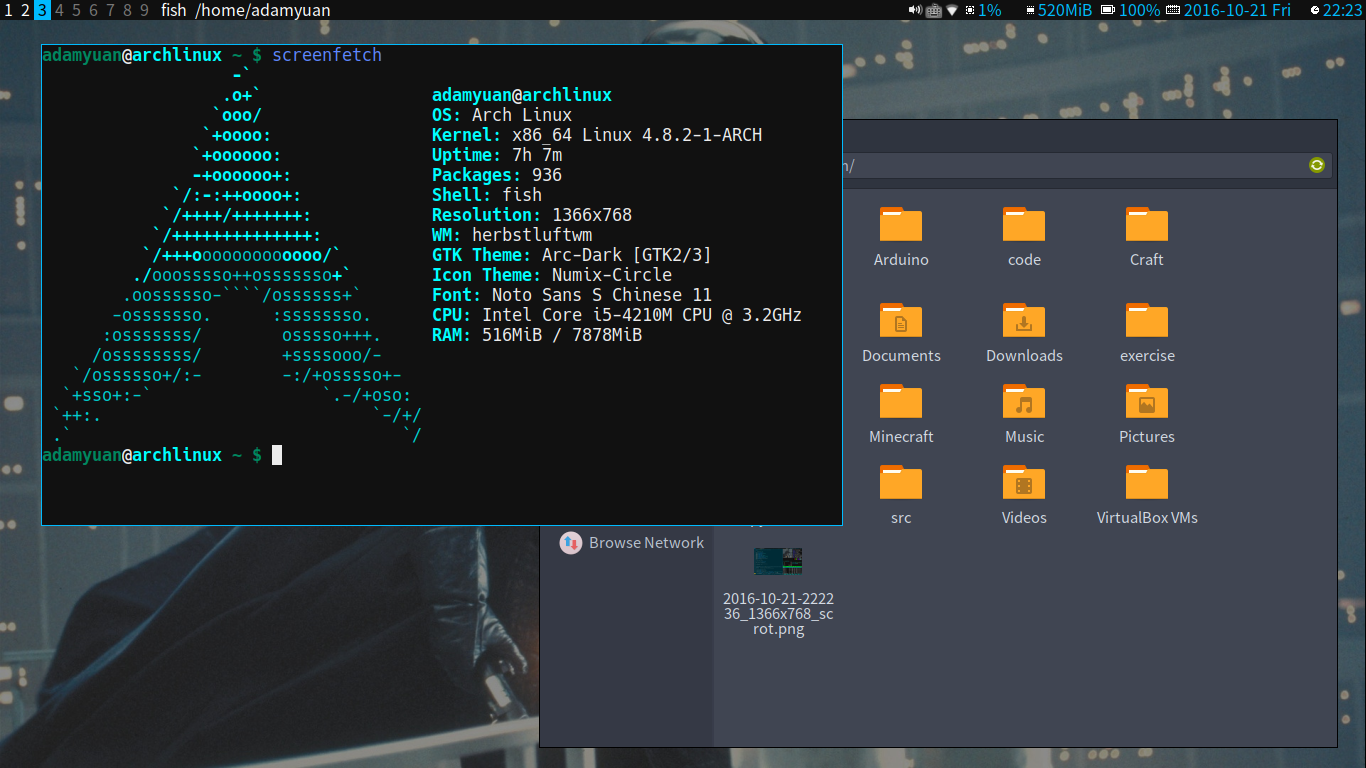 1 2 3 4 5 6 7 8 9 fish /home/adamyuan 1% 520MiB 100% 2016-10-21 Fri 22:23
adamyuan@archlinux ~ $ screenfetch
-`
.o+`
`ooo/
`+oooo:
`+oooooo:
-+oooooo+:
`/:-:++oooo+:
`/++++/+++++++:
`/++++++++++++++:
`/+++ooooooooooooo/`
./ooosssso++osssssso+`
.oossssso-````/ossssss+`
-osssssso. :ssssssso.
:osssssss/ osssso+++.
/ossssssss/ +ssssooo/-
`/ossssso+/:- -:/+osssso+-
`+sso+:-` `.-/+oso:
`++:. `-/+/
.` `/
adamyuan@archlinux
OS: Arch Linux
Kernel: x86_64 Linux 4.8.2-1-ARCH
Uptime: 7h 7m
Packages: 936
Shell: fish
Resolution: 1366x768
WM: herbstluftwm
GTK Theme: Arc-Dark [GTK2/3]
Icon Theme: Numix-Circle
Font: Noto Sans S Chinese 11
CPU: Intel Core i5-4210M CPU @ 3.2GHz
RAM: 516MiB / 7878MiB
adamyuan@archlinux ~ $
Arduino code Craft
Documents Downloads exercise
Minecraft Music Pictures
src Videos VirtualBox VMs
Browse Network
2016-10-21-2222
36_1366x768_sc
rot.png